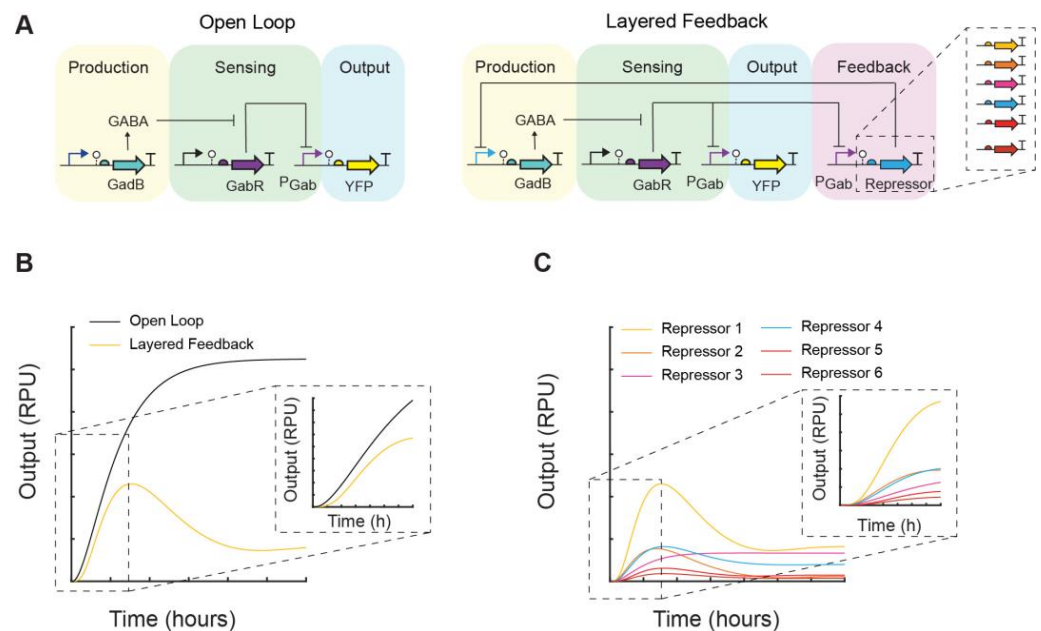 A
Open Loop
Production
Sensing
Output
GABA
GadB
GabR
PGab
YFP
Layered Feedback
Production
Sensing
Output
Feedback
GABA
GadB
GabR
PGab
YFP
PGab
Repressor
B
Open Loop
Layered Feedback
Output (RPU)
Time (hours)
Output (RPU)
Time (h)
C
Repressor 1
Repressor 2
Repressor 3
Repressor 4
Repressor 5
Repressor 6
Output (RPU)
Time (hours)
Output (RPU)
Time (h)